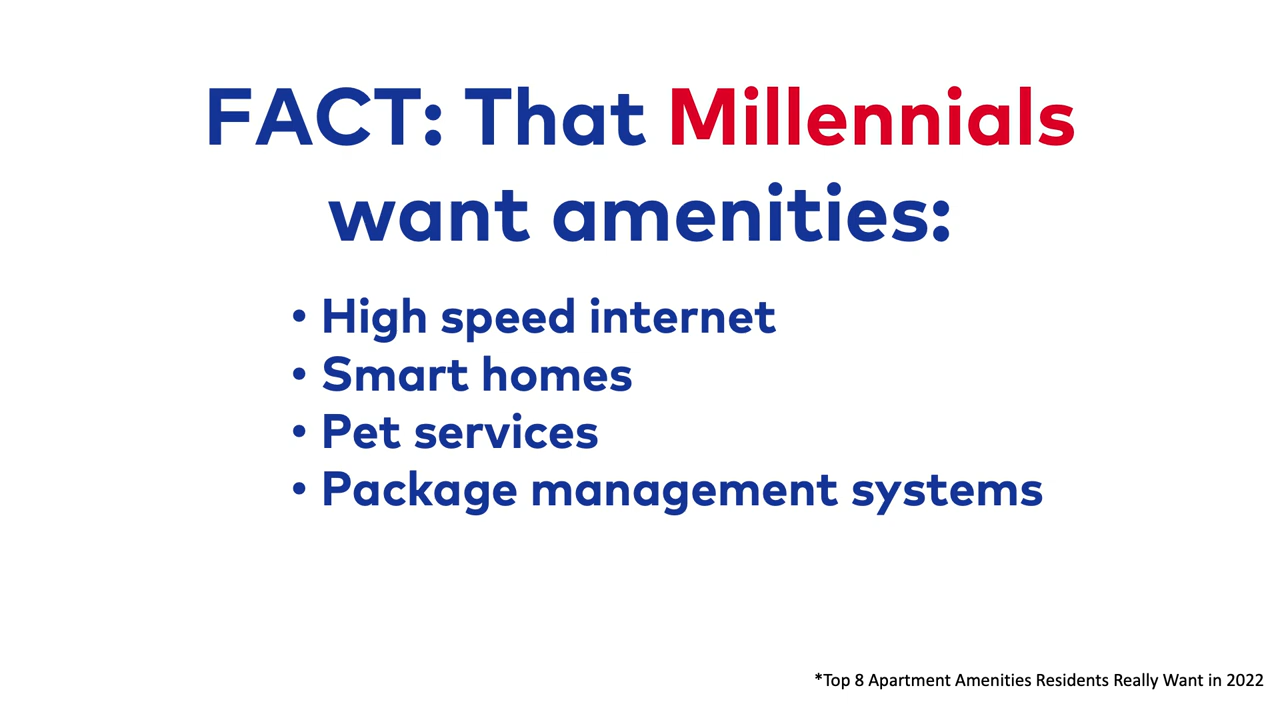 FACT: That Millennials
want amenities:
• High speed internet
• Smart homes
• Pet services
• Package management systems
*Top 8 Apartment Amenities Residents Really Want in 2022